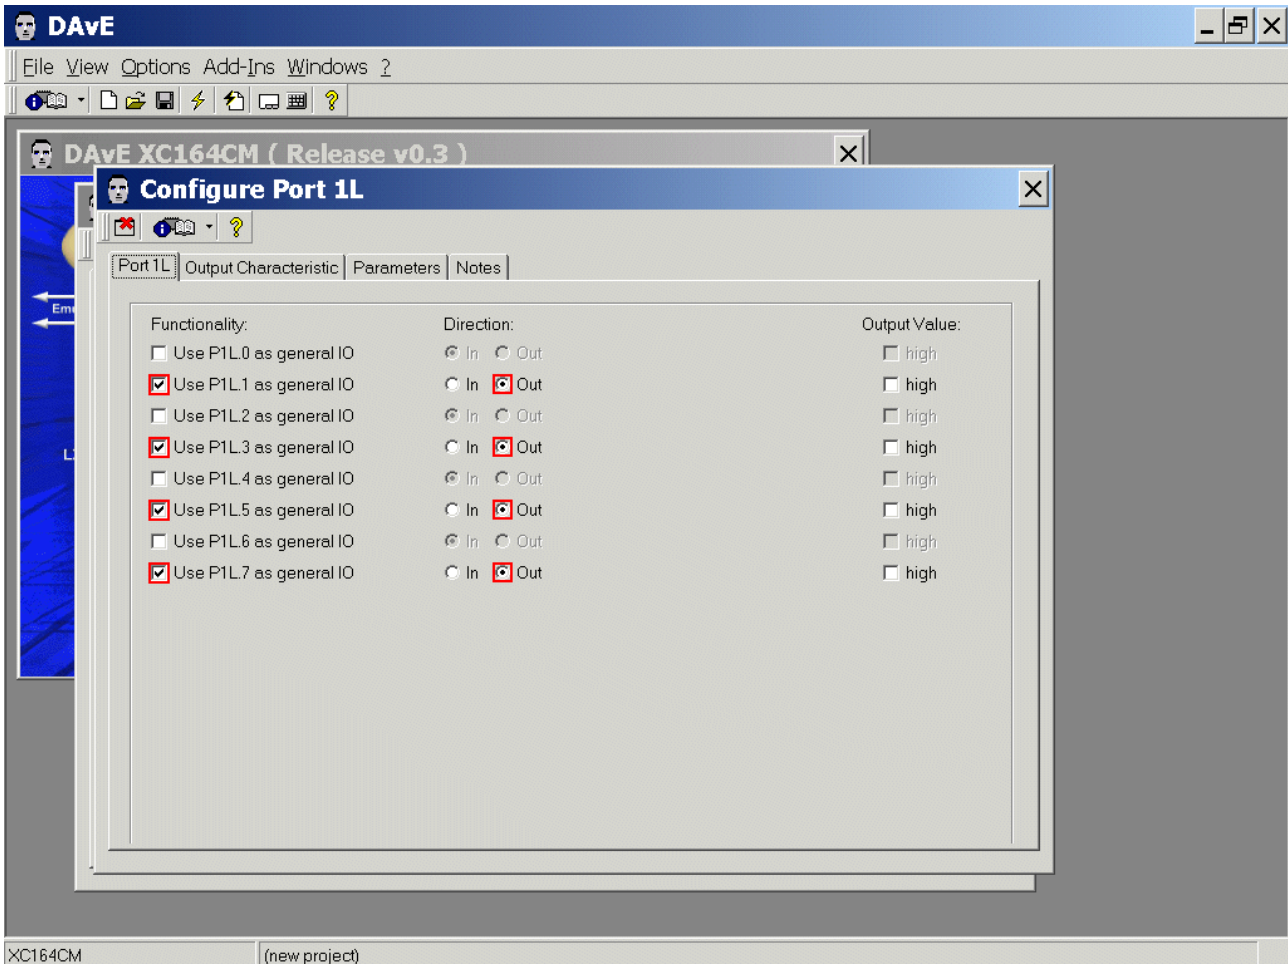 DAvE
File View Options Add-Ins Windows ?
DAvE XC164CM ( Release v0.3 )
Configure Port 1L
Port 1L Output Characteristic Parameters Notes
Functionality: Direction: Output Value:
Use P1L.0 as general IO In Out high
Use P1L.1 as general IO In Out high
Use P1L.2 as general IO In Out high
Use P1L.3 as general IO In Out high
Use P1L.4 as general IO In Out high
Use P1L.5 as general IO In Out high
Use P1L.6 as general IO In Out high
Use P1L.7 as general IO In Out high
XC164CM (new project)